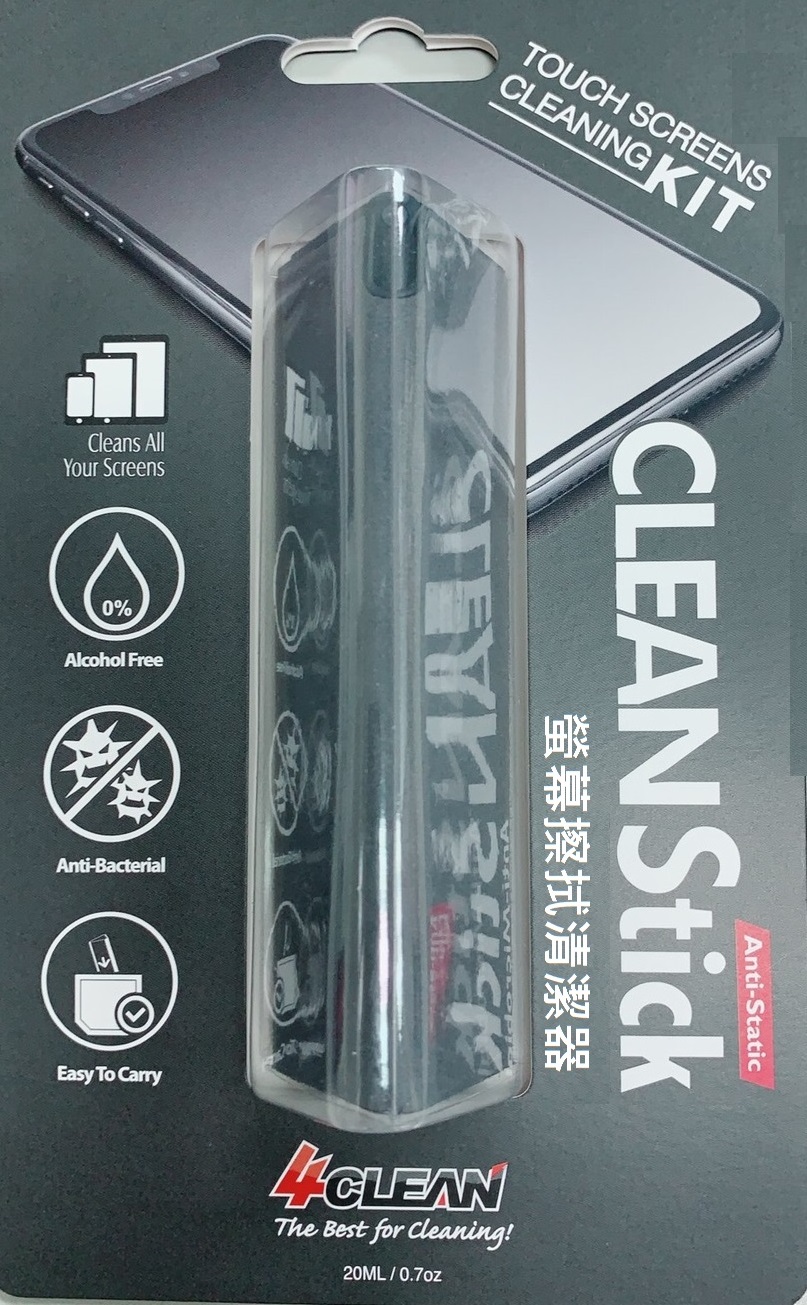 TOUCH SCREENS
CLEANING KIT
Cleans All
Your Screens
0%
Alcohol Free
Anti-Bacterial
Easy To Carry
CLEAN Stick
Anti-Static
螢幕擦拭清潔器
4CLEAN
The Best for Cleaning!
20ML / 0.7oz